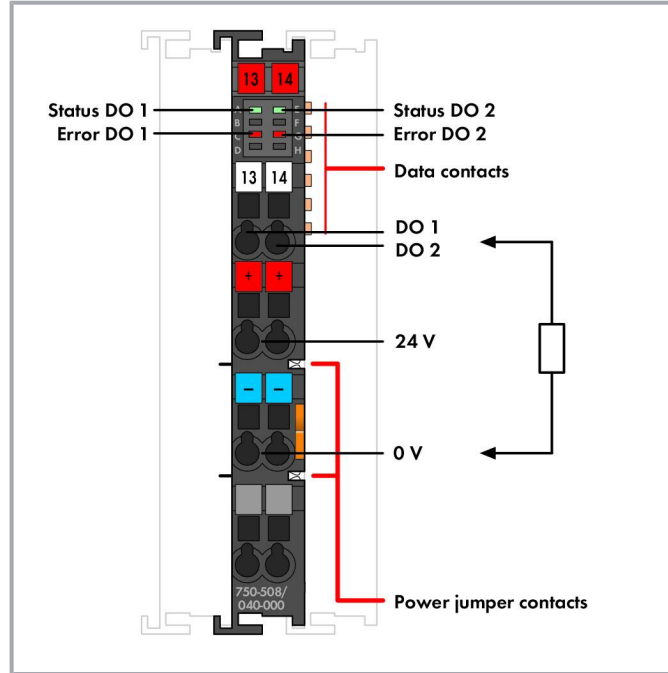 13 14
Status DO 1
A
E
Status DO 2
B
F
Error DO 1
C
G
Error DO 2
D
H
Data contacts
13 14
DO 1
DO 2
+ +
24 V
− −
0 V
750-508/
040-000
Power jumper contacts